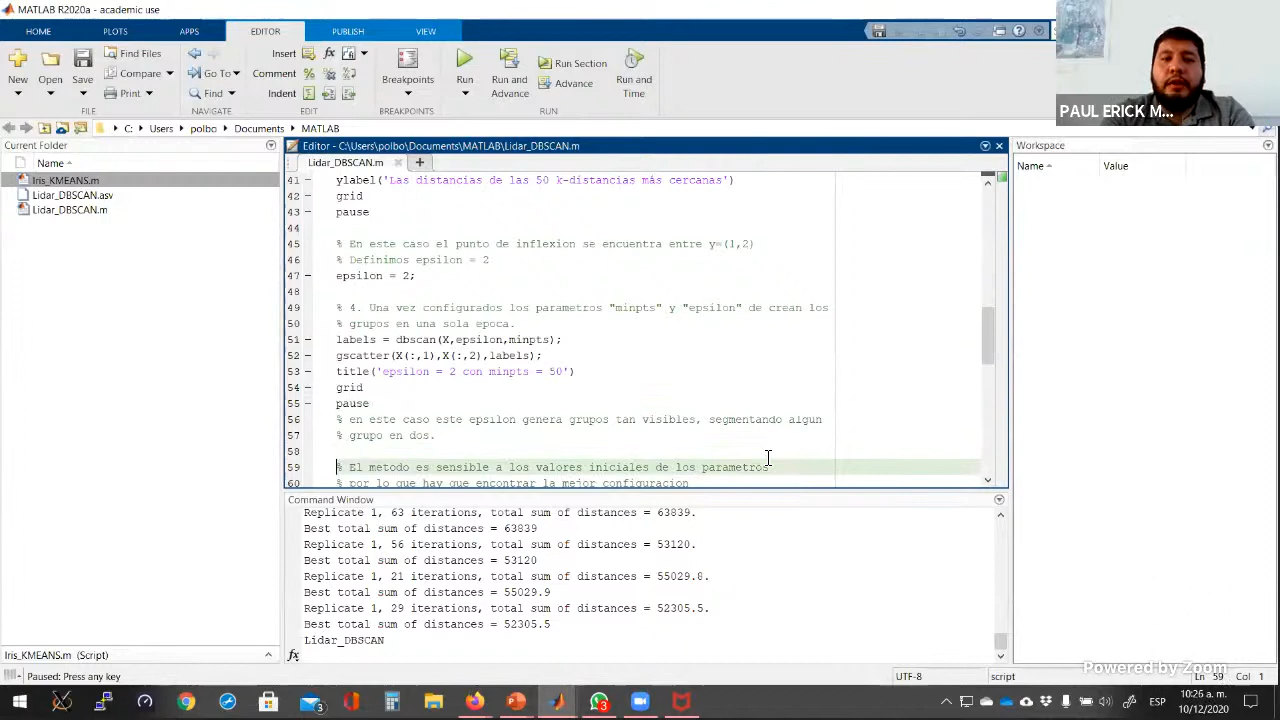 MATLAB R2020a - academic use
HOME PLOTS APPS EDITOR PUBLISH VIEW
New Open Save Find Files Compare Print Go To Find Insert Comment Indent Breakpoints Run Run and Advance Run Section Advance Run and Time
FILE NAVIGATE EDIT BREAKPOINTS RUN
PAUL ERICK M...
C: Users polbo Documents MATLAB
Current Folder
Name
Iris_KMEANS.m
Lidar_DBSCAN.asv
Lidar_DBSCAN.m
Iris_KMEANS.m (Script)
Editor - C:\Users\polbo\Documents\MATLAB\Lidar_DBSCAN.m
Lidar_DBSCAN.m
41 ylabel('Las distancias de las 50 k-distancias más cercanas')
42 grid
43 pause
44
45 % En este caso el punto de inflexion se encuentra entre y=(1,2)
46 % Definimos epsilon = 2
47 epsilon = 2;
48
49 % 4. Una vez configurados los parametros "minpts" y "epsilon" de crean los
50 % grupos en una sola epoca.
51 labels = dbscan(X,epsilon,minpts);
52 gscatter(X(:,1),X(:,2),labels);
53 title('epsilon = 2 con minpts = 50')
54 grid
55 pause
56 % en este caso este epsilon genera grupos tan visibles, segmentando algun
57 % grupo en dos.
58
59 % El metodo es sensible a los valores iniciales de los parametros
60 % por lo que hay que encontrar la mejor configuracion
Command Window
Replicate 1, 63 iterations, total sum of distances = 63839.
Best total sum of distances = 63839
Replicate 1, 56 iterations, total sum of distances = 53120.
Best total sum of distances = 53120
Replicate 1, 21 iterations, total sum of distances = 55029.8.
Best total sum of distances = 55029.9
Replicate 1, 29 iterations, total sum of distances = 52305.5.
Best total sum of distances = 52305.5
Lidar_DBSCAN
fx
Workspace
Name Value
Powered by Zoom
Paused: Press any key
UTF-8 script Ln 59 Col 1
3 3 ESP 10:26 a. m.
10/12/2020